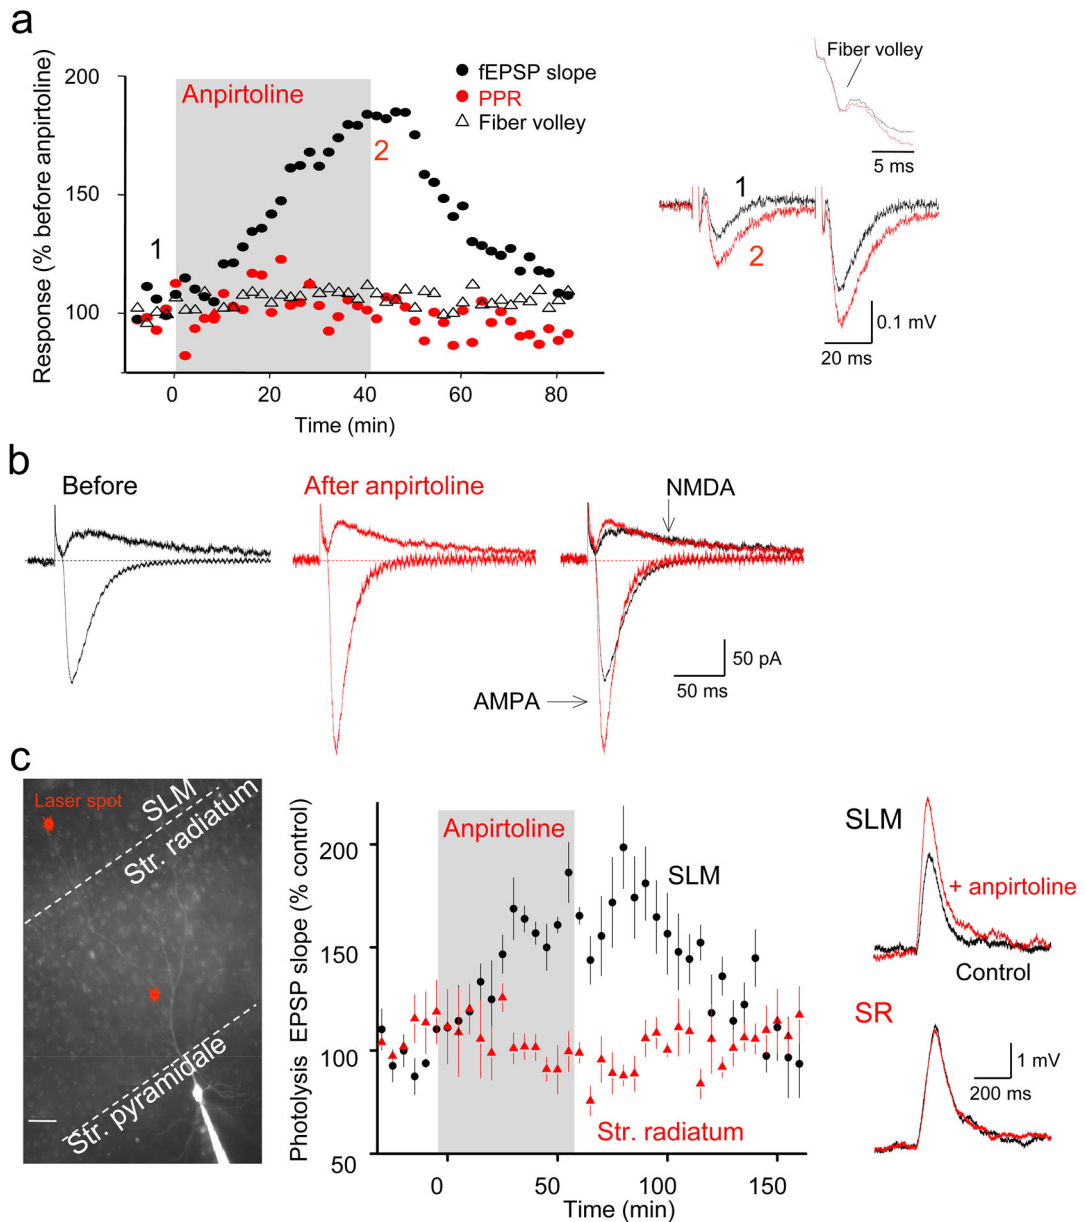 a
Response (% before anpirtoline)
200
150
100
Anpirtoline
fEPSP slope
PPR
Fiber volley
1
2
0
20
40
60
80
Time (min)
Fiber volley
5 ms
1
2
0.1 mV
20 ms
b
Before
After anpirtoline
NMDA
AMPA
50 pA
50 ms
c
Laser spot
SLM
Str. radiatum
Str. pyramidale
Photolysis EPSP slope (% control)
200
150
100
50
Anpirtoline
SLM
Str. radiatum
0
50
100
150
Time (min)
SLM
+ anpirtoline
Control
SR
1 mV
200 ms